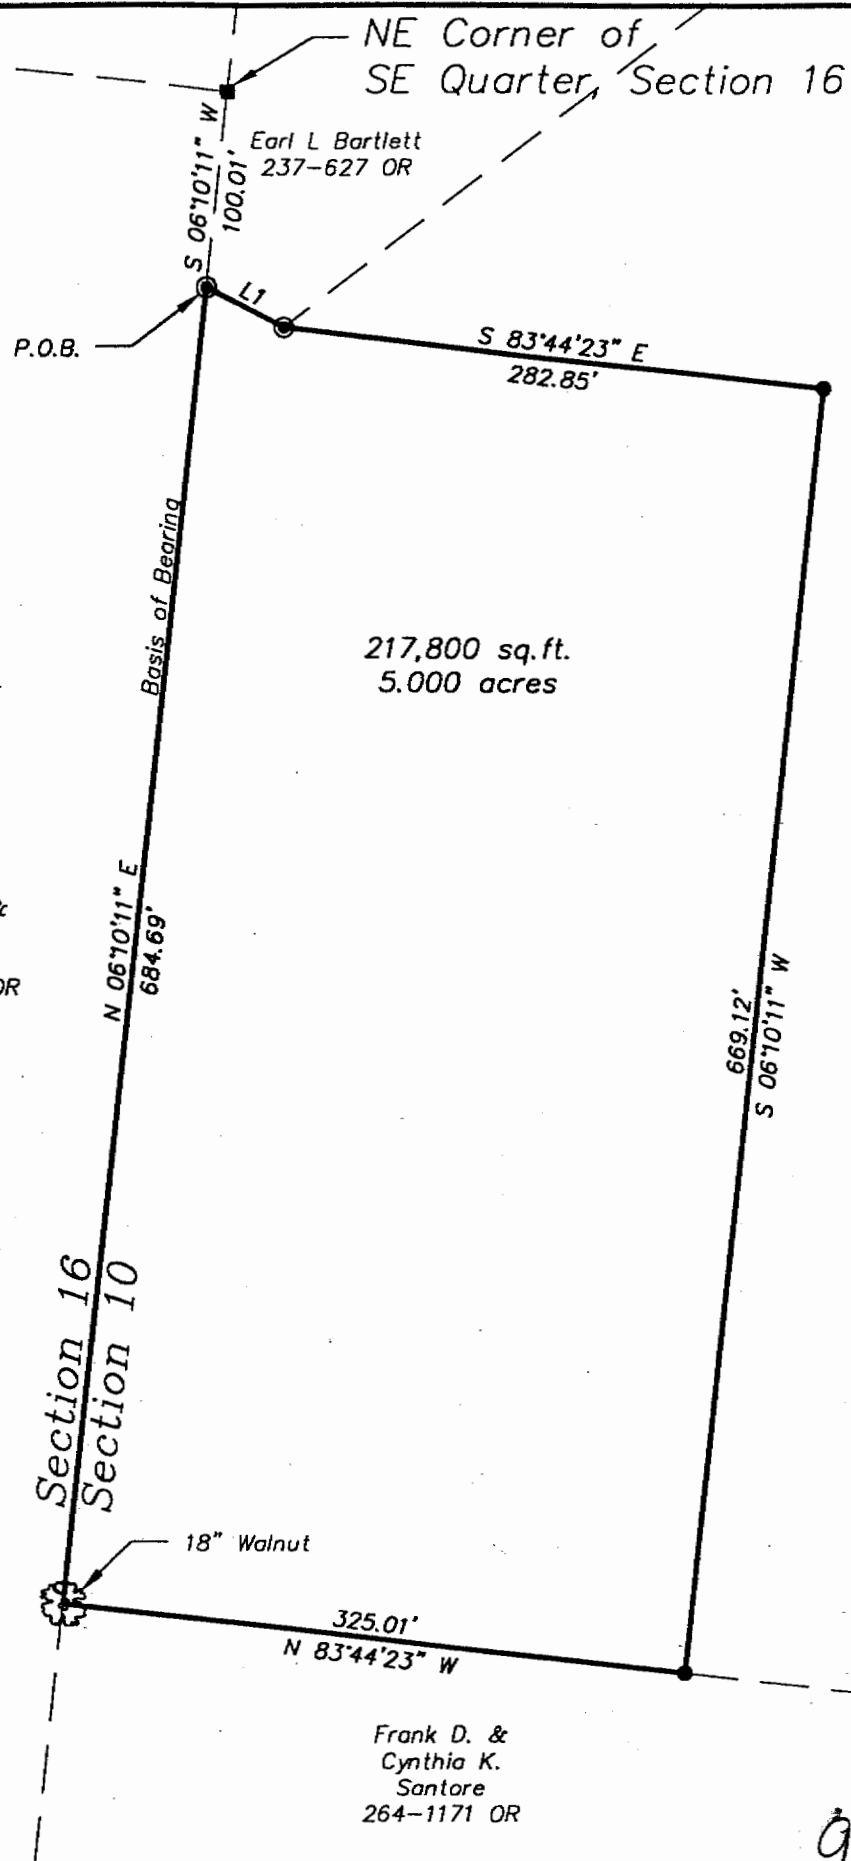 NE Corner of
SE Quarter, Section 16
Earl L Bartlett
237-627 OR
S 06°10'11" W
100.01'
L1
P.O.B.
S 83°44'23" E
282.85'
Basis of Bearing
217,800 sq.ft.
5.000 acres
N 06°10'11" E
684.69'
OR
669.12'
S 06°10'11" W
Section 16
Section 10
18" Walnut
325.01'
N 83°44'23" W
Frank D. &
Cynthia K.
Santore
264-1171 OR